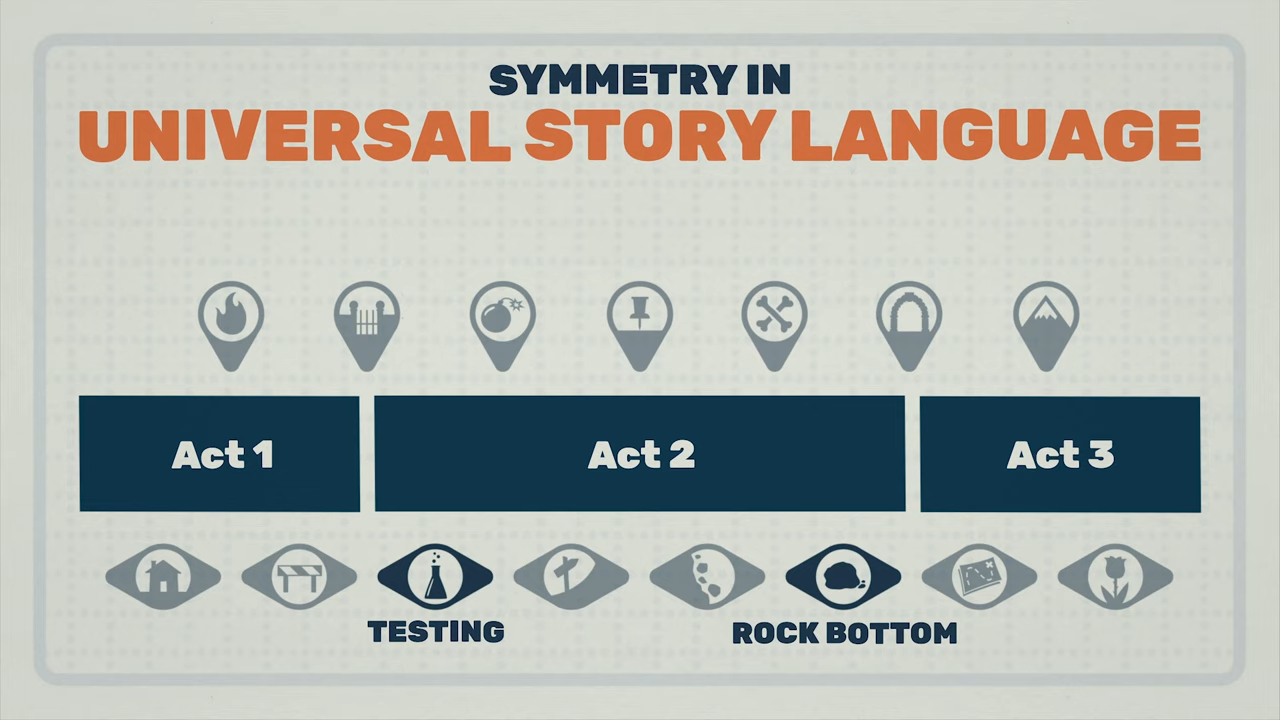 SYMMETRY IN
UNIVERSAL STORY LANGUAGE
Act 1 Act 2 Act 3
TESTING ROCK BOTTOM